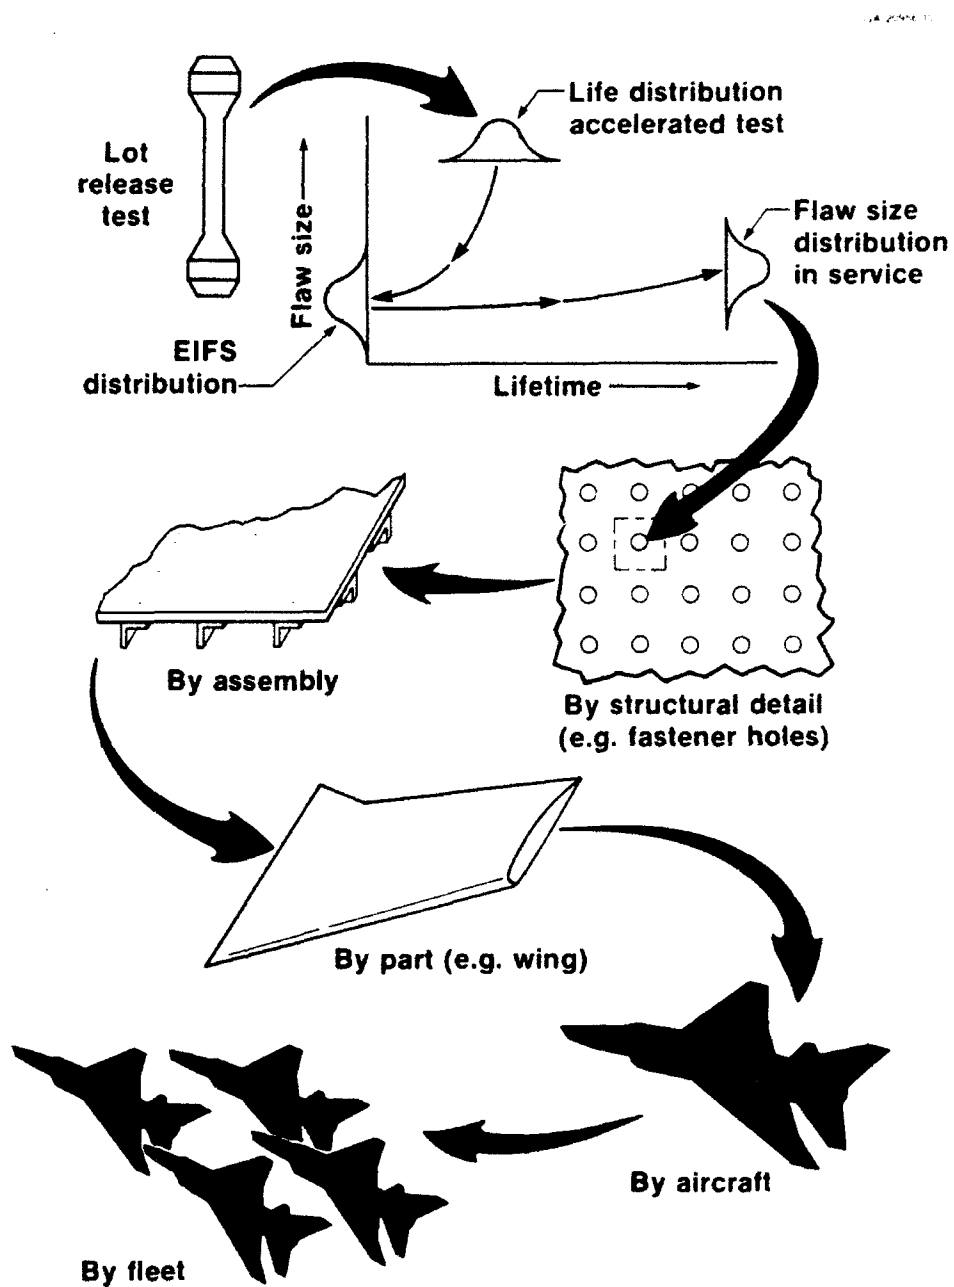 Lot
release
test
Life distribution
accelerated test
Flaw size
Flaw size
distribution
in service
EIFS
distribution
Lifetime
By assembly
By structural detail
(e.g. fastener holes)
By part (e.g. wing)
By aircraft
By fleet